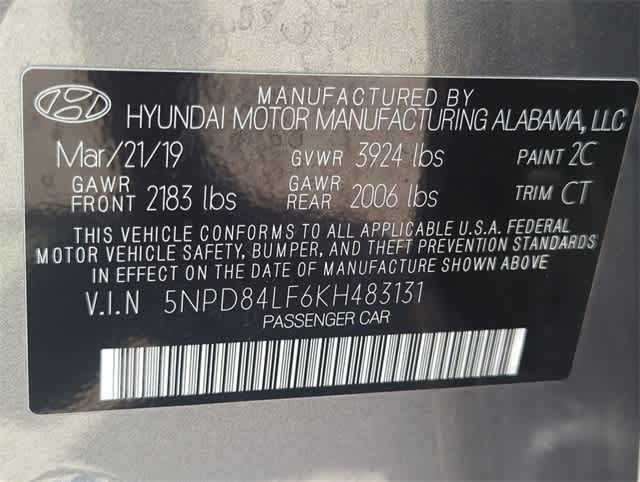 MANUFACTURED BY
HYUNDAI MOTOR MANUFACTURING ALABAMA, LLC
Mar/21/19 GVWR 3924 lbs PAINT 2C
GAWR FRONT 2183 lbs GAWR REAR 2006 lbs TRIM CT
THIS VEHICLE CONFORMS TO ALL APPLICABLE U.S.A. FEDERAL
MOTOR VEHICLE SAFETY, BUMPER, AND THEFT PREVENTION STANDARDS
IN EFFECT ON THE DATE OF MANUFACTURE SHOWN ABOVE
V.I.N 5NPD84LF6KH483131
PASSENGER CAR